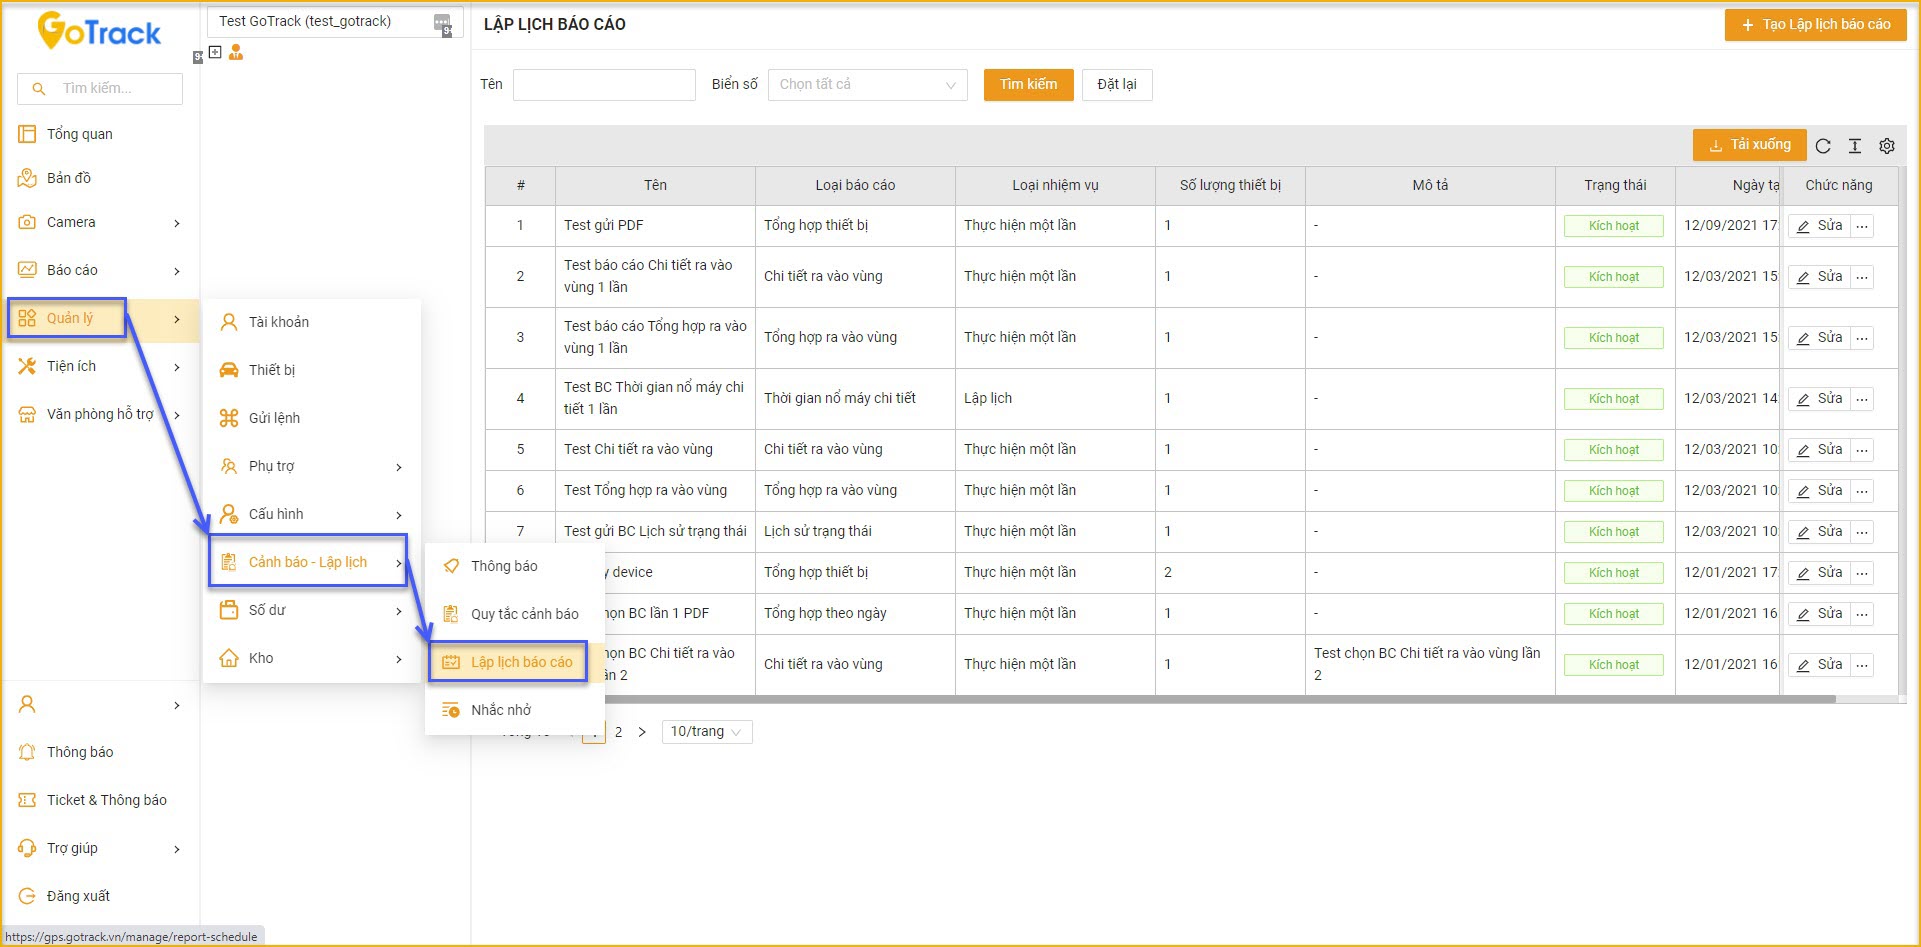 GoTrack
Tìm kiếm...
Tổng quan
Bản đồ
Camera
Báo cáo
Quản lý
Tiện ích
Văn phòng hỗ trợ
Thông báo
Ticket & Thông báo
Trợ giúp
Đăng xuất
https://gps.gotrack.vn/manage/report-schedule
Test GoTrack (test_gotrack)
Tài khoản
Thiết bị
Gửi lệnh
Phụ trợ
Cấu hình
Cảnh báo - Lập lịch
Số dư
Kho
Thông báo
Quy tắc cảnh báo
Lập lịch báo cáo
Nhắc nhở
LẬP LỊCH BÁO CÁO
+ Tạo Lập lịch báo cáo
Tên Biển số Chọn tất cả Tìm kiếm Đặt lại
Tải xuống
# Tên Loại báo cáo Loại nhiệm vụ Số lượng thiết bị Mô tả Trạng thái Ngày tạ Chức năng
1 Test gửi PDF Tổng hợp thiết bị Thực hiện một lần 1 - Kích hoạt 12/09/2021 17: Sửa ...
2 Test báo cáo Chi tiết ra vào vùng 1 lần Chi tiết ra vào vùng Thực hiện một lần 1 - Kích hoạt 12/03/2021 15: Sửa ...
3 Test báo cáo Tổng hợp ra vào vùng 1 lần Tổng hợp ra vào vùng Thực hiện một lần 1 - Kích hoạt 12/03/2021 15: Sửa ...
4 Test BC Thời gian nổ máy chi tiết 1 lần Thời gian nổ máy chi tiết Lập lịch 1 - Kích hoạt 12/03/2021 14: Sửa ...
5 Test Chi tiết ra vào vùng Chi tiết ra vào vùng Thực hiện một lần 1 - Kích hoạt 12/03/2021 10: Sửa ...
6 Test Tổng hợp ra vào vùng Tổng hợp ra vào vùng Thực hiện một lần 1 - Kích hoạt 12/03/2021 10: Sửa ...
7 Test gửi BC Lịch sử trạng thái Lịch sử trạng thái Thực hiện một lần 1 - Kích hoạt 12/03/2021 10: Sửa ...
y device Tổng hợp thiết bị Thực hiện một lần 2 - Kích hoạt 12/01/2021 17: Sửa ...
họn BC lần 1 PDF Tổng hợp theo ngày Thực hiện một lần 1 - Kích hoạt 12/01/2021 16 Sửa ...
họn BC Chi tiết ra vào ần 2 Chi tiết ra vào vùng Thực hiện một lần 1 Test chọn BC Chi tiết ra vào vùng lần 2 Kích hoạt 12/01/2021 16 Sửa ...
2 10/trang